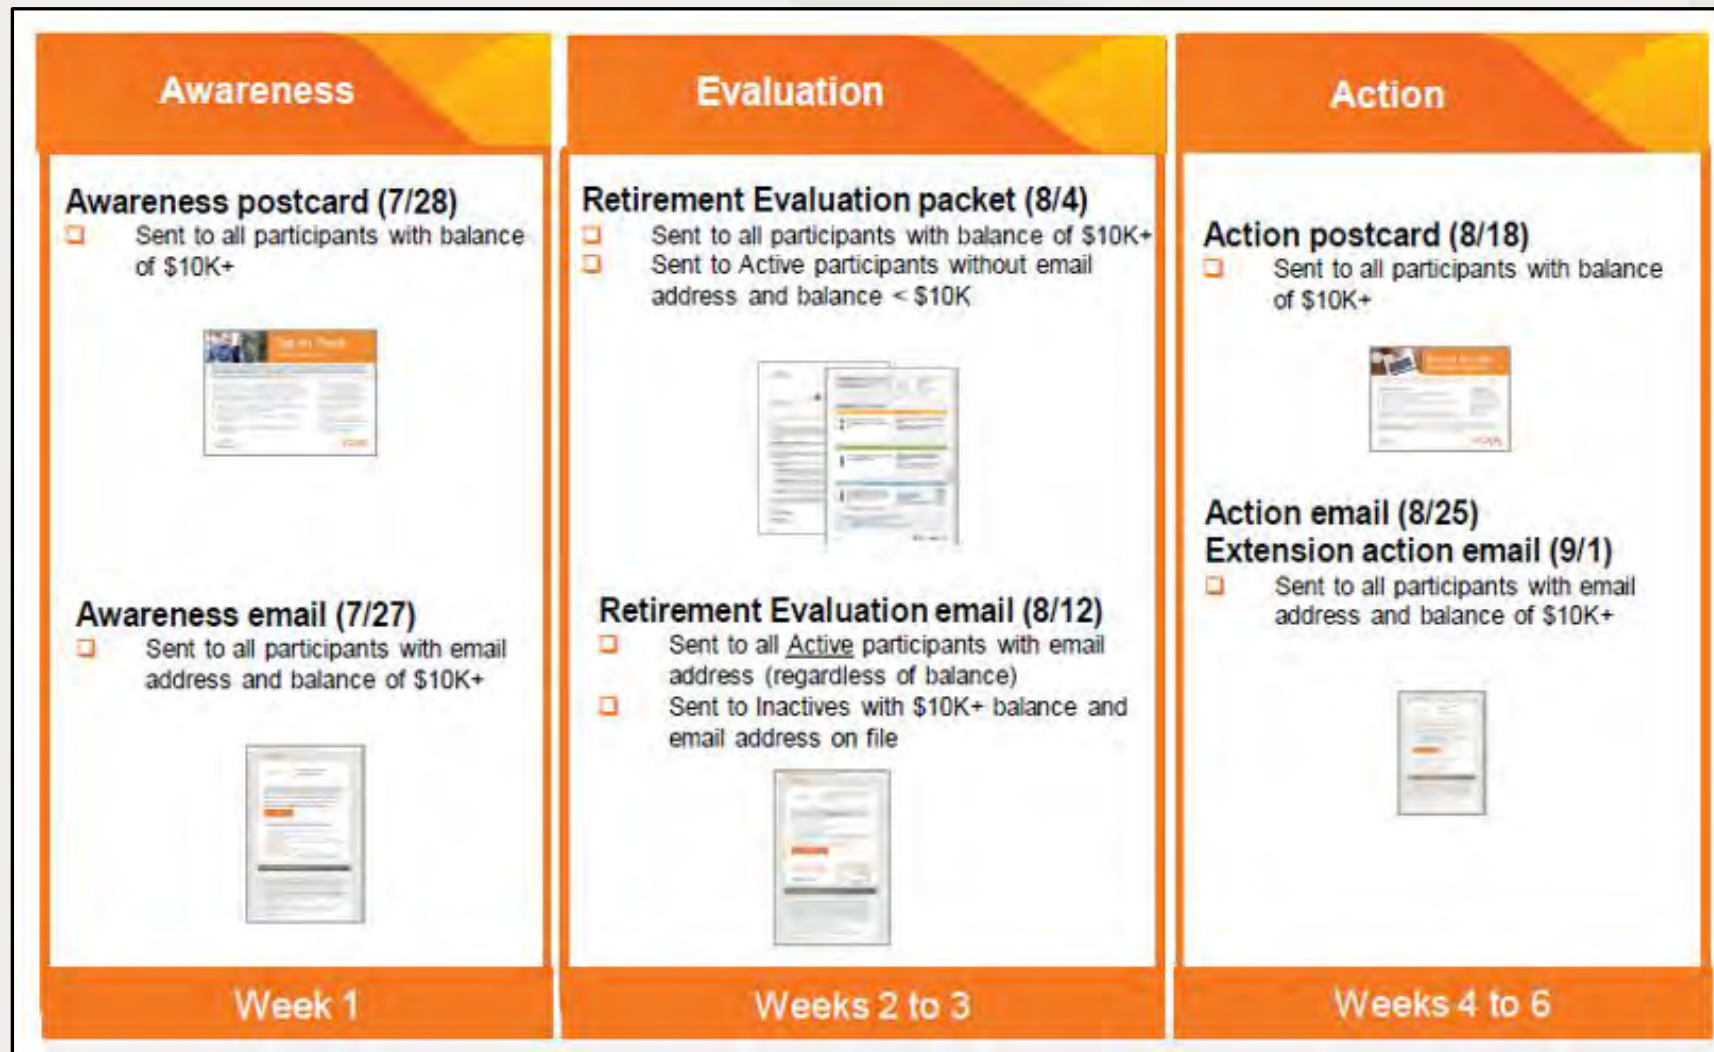 Awareness
Awareness postcard (7/28)
Sent to all participants with balance
of $10K+
Awareness email (7/27)
Sent to all participants with email
address and balance of $10K+
Week 1
Evaluation
Retirement Evaluation packet (8/4)
Sent to all participants with balance of $10K+
Sent to Active participants without email
address and balance < $10K
Retirement Evaluation email (8/12)
Sent to all Active participants with email
address (regardless of balance)
Sent to Inactives with $10K+ balance and
email address on file
Weeks 2 to 3
Action
Action postcard (8/18)
Sent to all participants with balance
of $10K+
Action email (8/25)
Extension action email (9/1)
Sent to all participants with email
address and balance of $10K+
Weeks 4 to 6